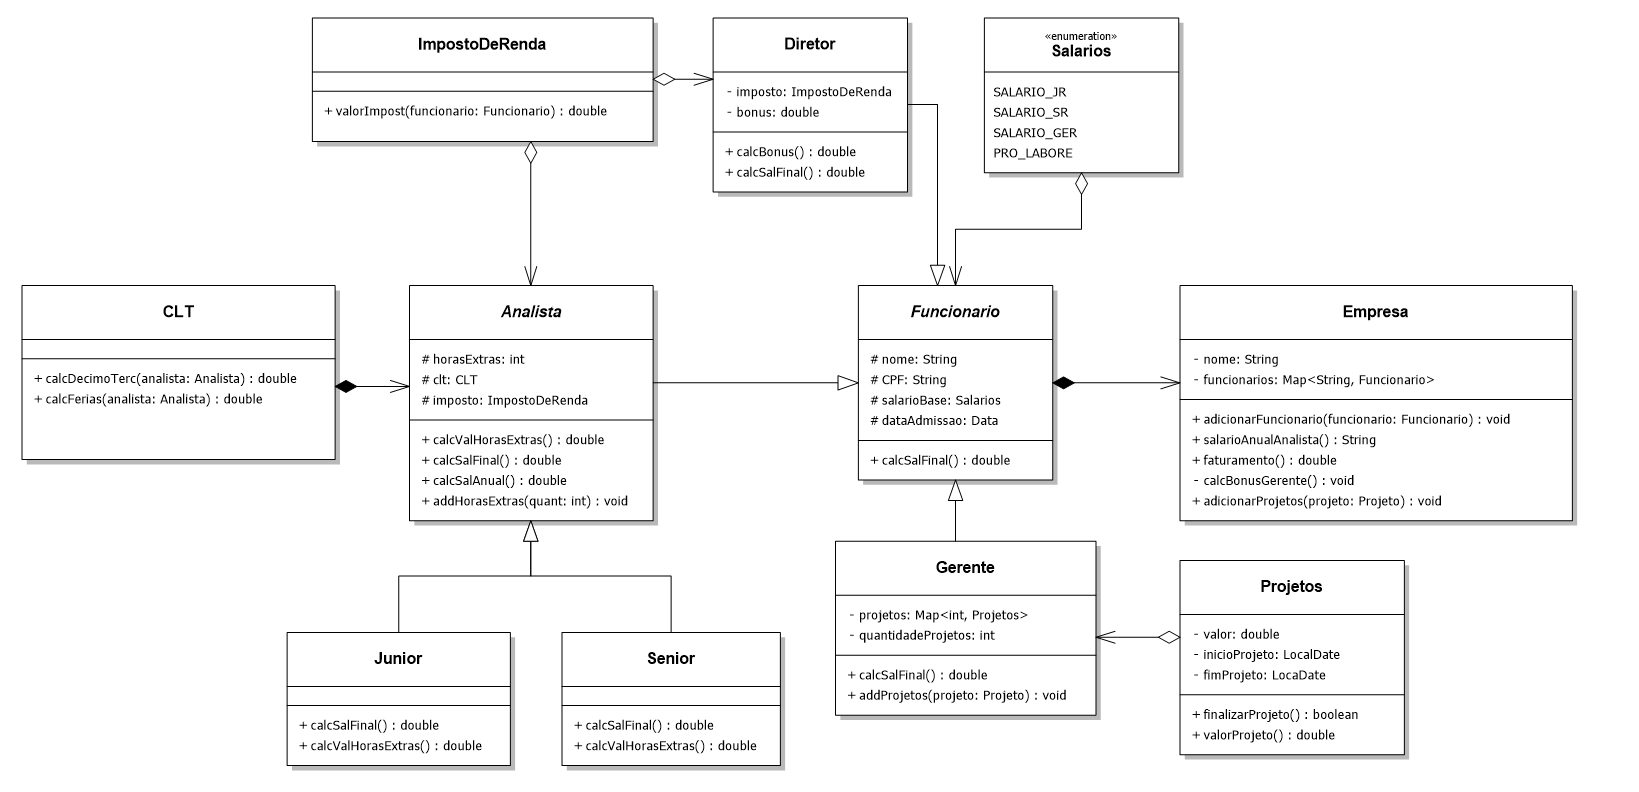 ImpostoDeRenda
+ valorImpost(funcionario: Funcionario) : double
Diretor
- imposto: ImpostoDeRenda
- bonus: double
+ calcBonus() : double
+ calcSalFinal() : double
«enumeration»
Salarios
SALARIO_JR
SALARIO_SR
SALARIO_GER
PRO_LABORE
CLT
+ calcDecimoTerc(analista: Analista) : double
+ calcFerias(analista: Analista) : double
Analista
# horasExtras: int
# clt: CLT
# imposto: ImpostoDeRenda
+ calcValHorasExtras() : double
+ calcSalFinal() : double
+ calcSalAnual() : double
+ addHorasExtras(quant: int) : void
Funcionario
# nome: String
# CPF: String
# salarioBase: Salarios
# dataAdmissao: Data
+ calcSalFinal() : double
Empresa
- nome: String
- funcionarios: Map<String, Funcionario>
+ adicionarFuncionario(funcionario: Funcionario) : void
+ salarioAnualAnalista() : String
+ faturamento() : double
- calcBonusGerente() : void
+ adicionarProjetos(projeto: Projeto) : void
Junior
+ calcSalFinal() : double
+ calcValHorasExtras() : double
Senior
+ calcSalFinal() : double
+ calcValHorasExtras() : double
Gerente
- projetos: Map<int, Projetos>
- quantidadeProjetos: int
+ calcSalFinal() : double
+ addProjetos(projeto: Projeto) : void
Projetos
- valor: double
- inicioProjeto: LocalDate
- fimProjeto: LocaDate
+ finalizarProjeto() : boolean
+ valorProjeto() : double